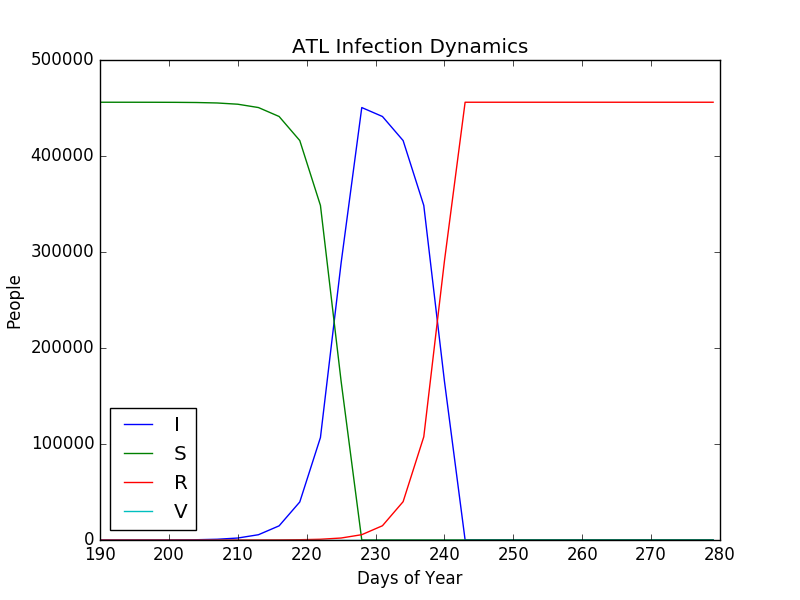 ATL Infection Dynamics
500000
400000
300000
200000
100000
0
People
I
S
R
V
190 200 210 220 230 240 250 260 270 280
Days of Year